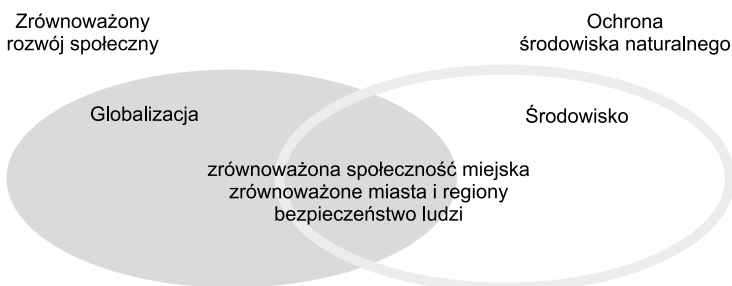 Zrównoważony
rozwój społeczny
Ochrona
środowiska naturalnego
Globalizacja
Środowisko
zrównoważona społeczność miejska
zrównoważone miasta i regiony
bezpieczeństwo ludzi